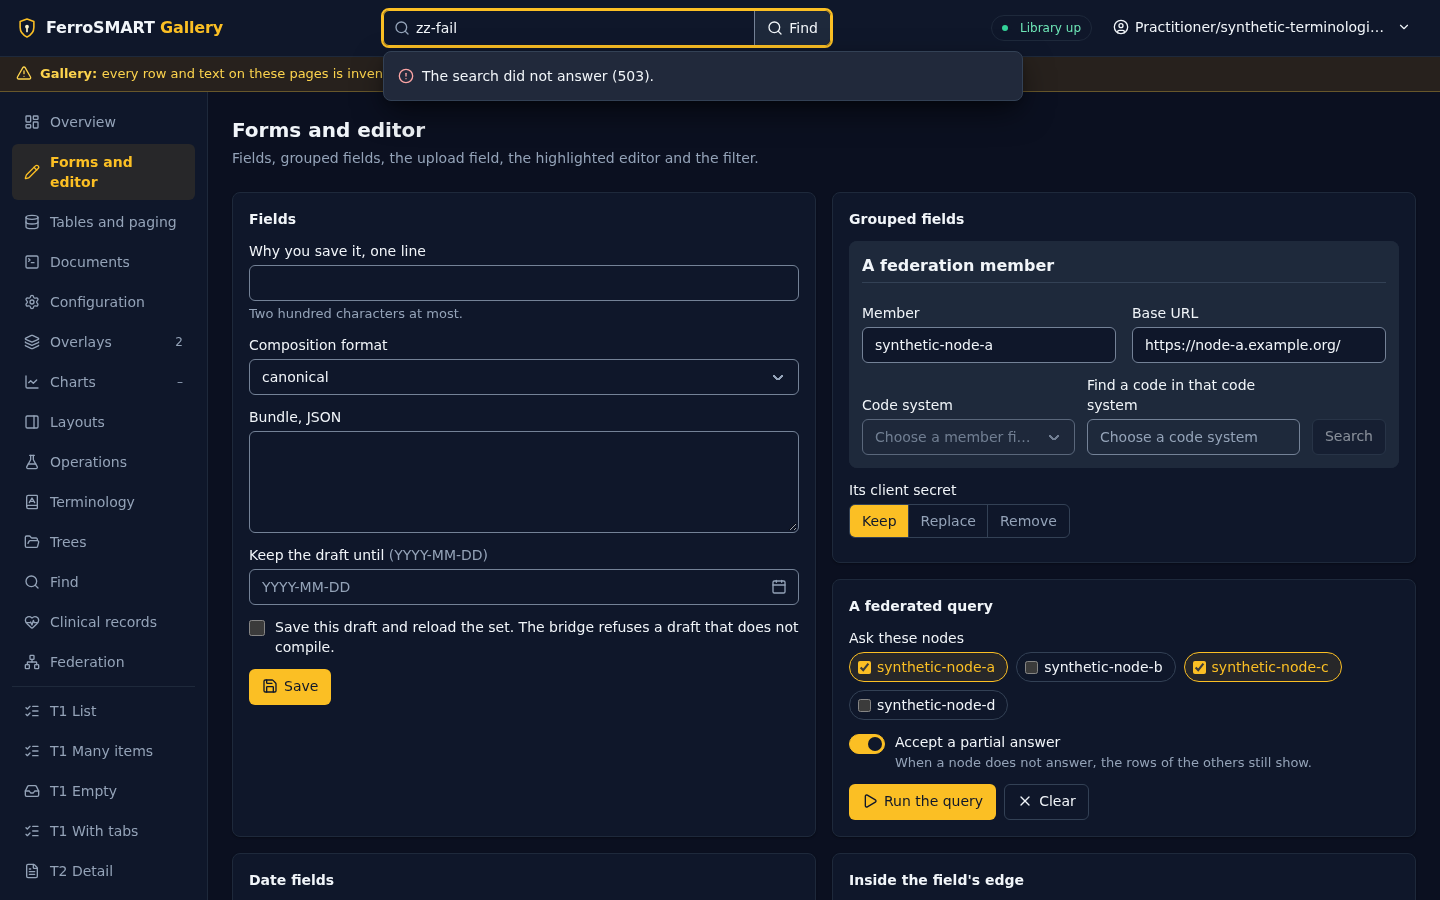 FerroSMART Gallery
zz-fail
Find
Library up
Practitioner/synthetic-terminologi…
Gallery: every row and text on these pages is inven
The search did not answer (503).
Overview
Forms and
editor
Tables and paging
Documents
Configuration
Overlays 2
Charts –
Layouts
Operations
Terminology
Trees
Find
Clinical records
Federation
T1 List
T1 Many items
T1 Empty
T1 With tabs
T2 Detail
Forms and editor
Fields, grouped fields, the upload field, the highlighted editor and the filter.
Fields
Why you save it, one line
Two hundred characters at most.
Composition format
canonical
Bundle, JSON
Keep the draft until (YYYY-MM-DD)
YYYY-MM-DD
Save this draft and reload the set. The bridge refuses a draft that does not
compile.
Save
Grouped fields
A federation member
Member
Base URL
synthetic-node-a
https://node-a.example.org/
Code system
Find a code in that code
system
Choose a member fi…
Choose a code system
Search
Its client secret
Keep
Replace
Remove
A federated query
Ask these nodes
synthetic-node-a
synthetic-node-b
synthetic-node-c
synthetic-node-d
Accept a partial answer
When a node does not answer, the rows of the others still show.
Run the query
Clear
Date fields
Inside the field's edge